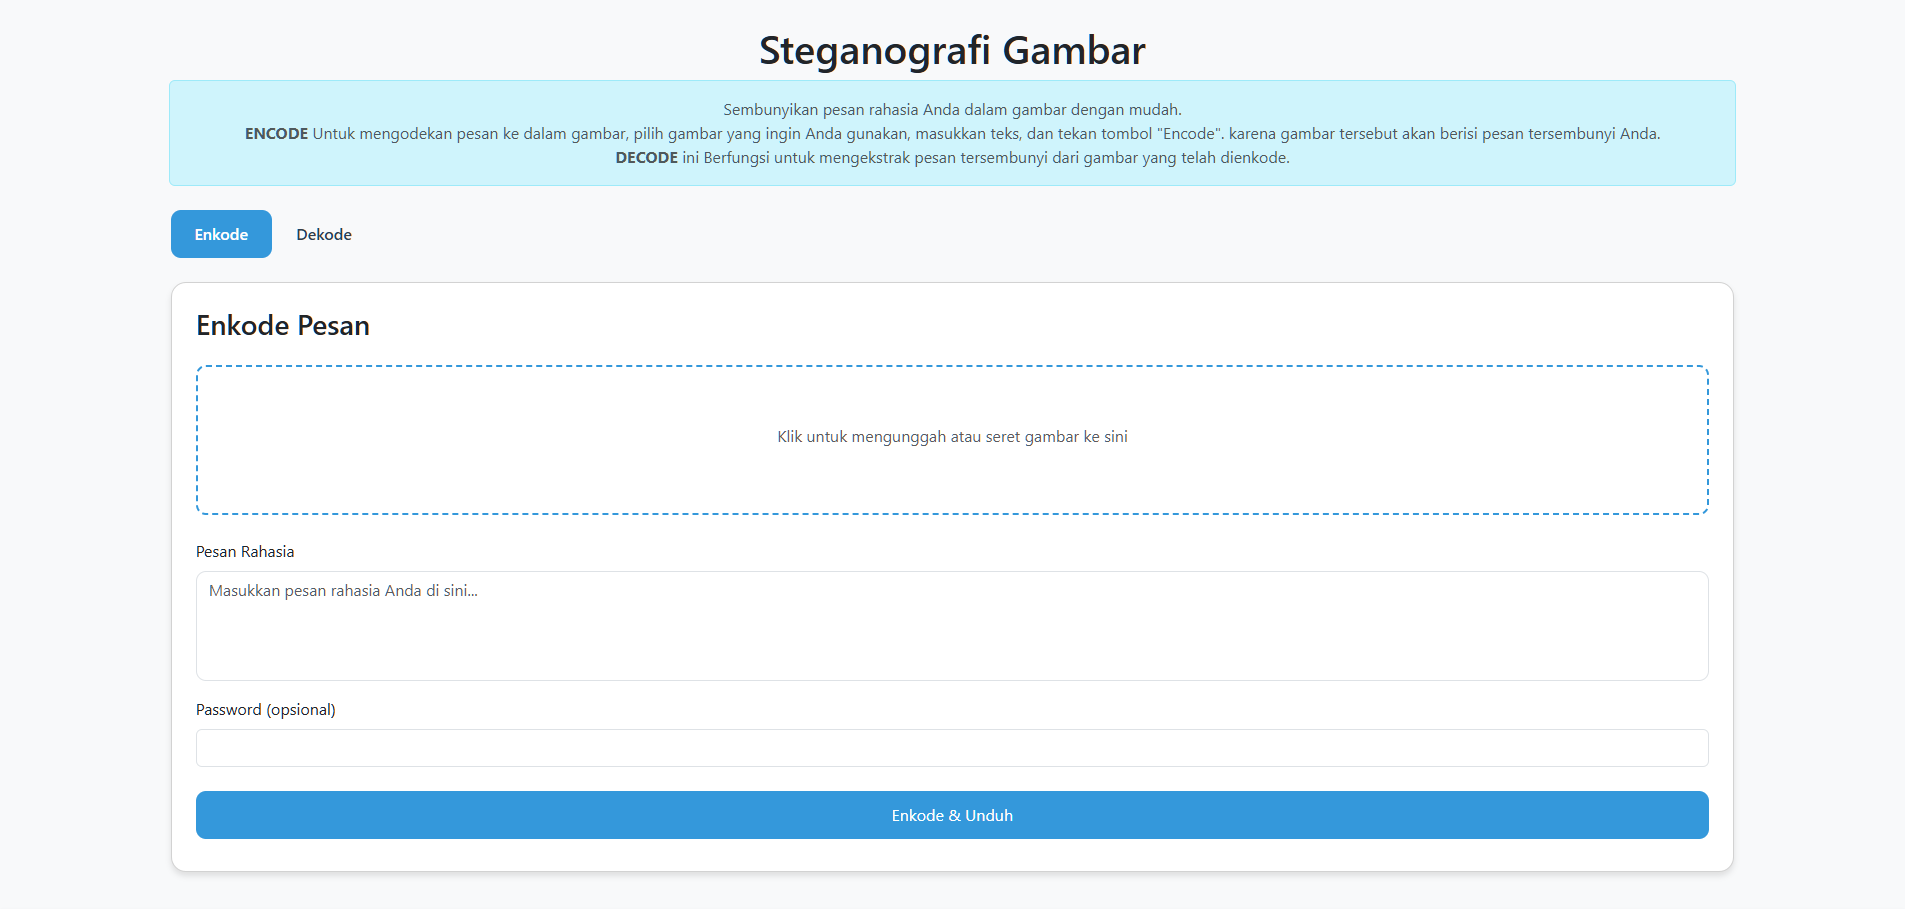 Steganografi Gambar
Sembunyikan pesan rahasia Anda dalam gambar dengan mudah.
ENCODE Untuk mengodekan pesan ke dalam gambar, pilih gambar yang ingin Anda gunakan, masukkan teks, dan tekan tombol "Encode". karena gambar tersebut akan berisi pesan tersembunyi Anda.
DECODE ini Berfungsi untuk mengekstrak pesan tersembunyi dari gambar yang telah dienkode.
Enkode Dekode
Enkode Pesan
Klik untuk mengunggah atau seret gambar ke sini
Pesan Rahasia
Masukkan pesan rahasia Anda di sini...
Password (opsional)
Enkode & Unduh